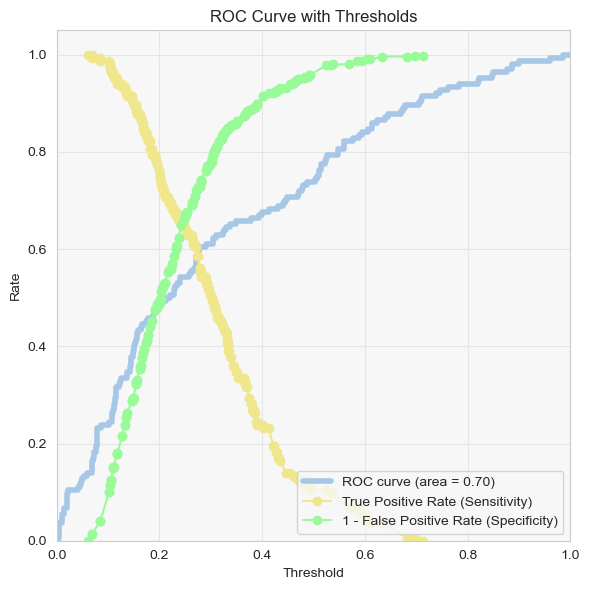 ROC Curve with Thresholds
1.0
0.8
0.6
0.4
0.2
0.0
Rate
0.0 0.2 0.4 0.6 0.8 1.0
Threshold
ROC curve (area = 0.70)
True Positive Rate (Sensitivity)
1 - False Positive Rate (Specificity)